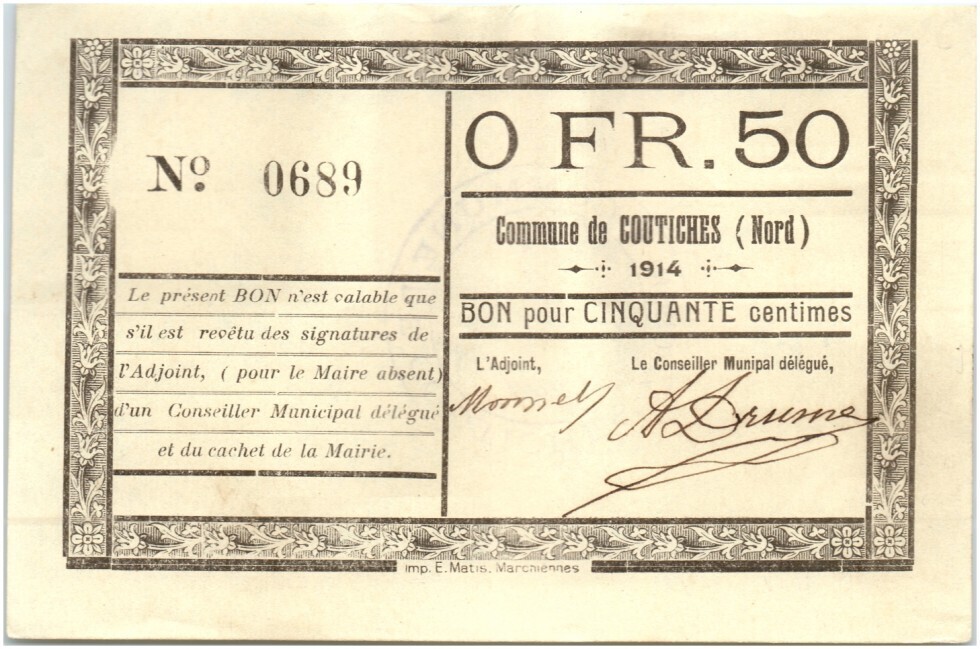 Nº 0689
Le présent BON n'est valable que
s'il est revêtu des signatures de
l'Adjoint, ( pour le Maire absent)
d'un Conseiller Municipal délégué
et du cachet de la Mairie.
0 FR. 50
Commune de COUTICHES (Nord)
1914
BON pour CINQUANTE centimes
L'Adjoint,
Le Conseiller Munipal délégué,
imp. E. Matis. Marchiennes